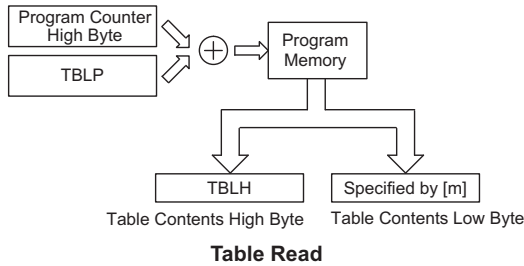 Program Counter
High Byte
TBLP
Program
Memory
TBLH
Specified by [m]
Table Contents High Byte
Table Contents Low Byte
Table Read